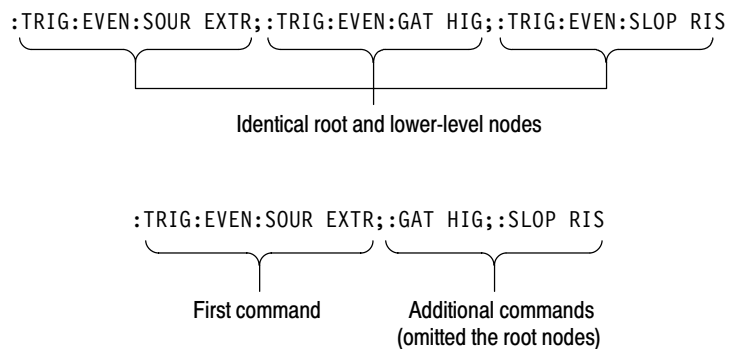 :TRIG:EVEN:SOUR EXTR;:TRIG:EVEN:GAT HIG;:TRIG:EVEN:SLOP RIS
Identical root and lower-level nodes
:TRIG:EVEN:SOUR EXTR;:GAT HIG;:SLOP RIS
First command
Additional commands
(omitted the root nodes)